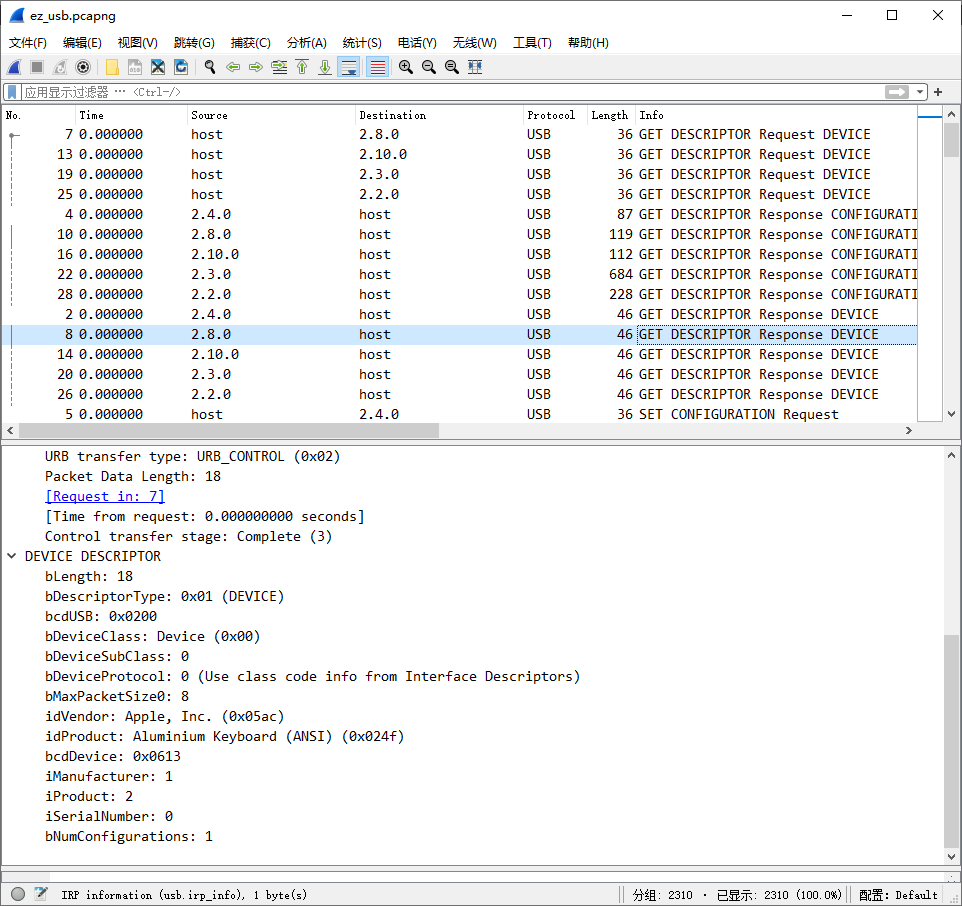 ez_usb.pcapng
文件(F) 编辑(E) 视图(V) 跳转(G) 捕获(C) 分析(A) 统计(S) 电话(Y) 无线(W) 工具(T) 帮助(H)
应用显示过滤器 … <Ctrl-/>
No. Time Source Destination Protocol Length Info
7 0.000000 host 2.8.0 USB 36 GET DESCRIPTOR Request DEVICE
13 0.000000 host 2.10.0 USB 36 GET DESCRIPTOR Request DEVICE
19 0.000000 host 2.3.0 USB 36 GET DESCRIPTOR Request DEVICE
25 0.000000 host 2.2.0 USB 36 GET DESCRIPTOR Request DEVICE
4 0.000000 2.4.0 host USB 87 GET DESCRIPTOR Response CONFIGURATI
10 0.000000 2.8.0 host USB 119 GET DESCRIPTOR Response CONFIGURATI
16 0.000000 2.10.0 host USB 112 GET DESCRIPTOR Response CONFIGURATI
22 0.000000 2.3.0 host USB 684 GET DESCRIPTOR Response CONFIGURATI
28 0.000000 2.2.0 host USB 228 GET DESCRIPTOR Response CONFIGURATI
2 0.000000 2.4.0 host USB 46 GET DESCRIPTOR Response DEVICE
8 0.000000 2.8.0 host USB 46 GET DESCRIPTOR Response DEVICE
14 0.000000 2.10.0 host USB 46 GET DESCRIPTOR Response DEVICE
20 0.000000 2.3.0 host USB 46 GET DESCRIPTOR Response DEVICE
26 0.000000 2.2.0 host USB 46 GET DESCRIPTOR Response DEVICE
5 0.000000 host 2.4.0 USB 36 SET CONFIGURATION Request
URB transfer type: URB_CONTROL (0x02)
Packet Data Length: 18
[Request in: 7]
[Time from request: 0.000000000 seconds]
Control transfer stage: Complete (3)
DEVICE DESCRIPTOR
bLength: 18
bDescriptorType: 0x01 (DEVICE)
bcdUSB: 0x0200
bDeviceClass: Device (0x00)
bDeviceSubClass: 0
bDeviceProtocol: 0 (Use class code info from Interface Descriptors)
bMaxPacketSize0: 8
idVendor: Apple, Inc. (0x05ac)
idProduct: Aluminium Keyboard (ANSI) (0x024f)
bcdDevice: 0x0613
iManufacturer: 1
iProduct: 2
iSerialNumber: 0
bNumConfigurations: 1
IRP information (usb.irp_info), 1 byte(s) 分组: 2310 · 已显示: 2310 (100.0%) 配置: Default